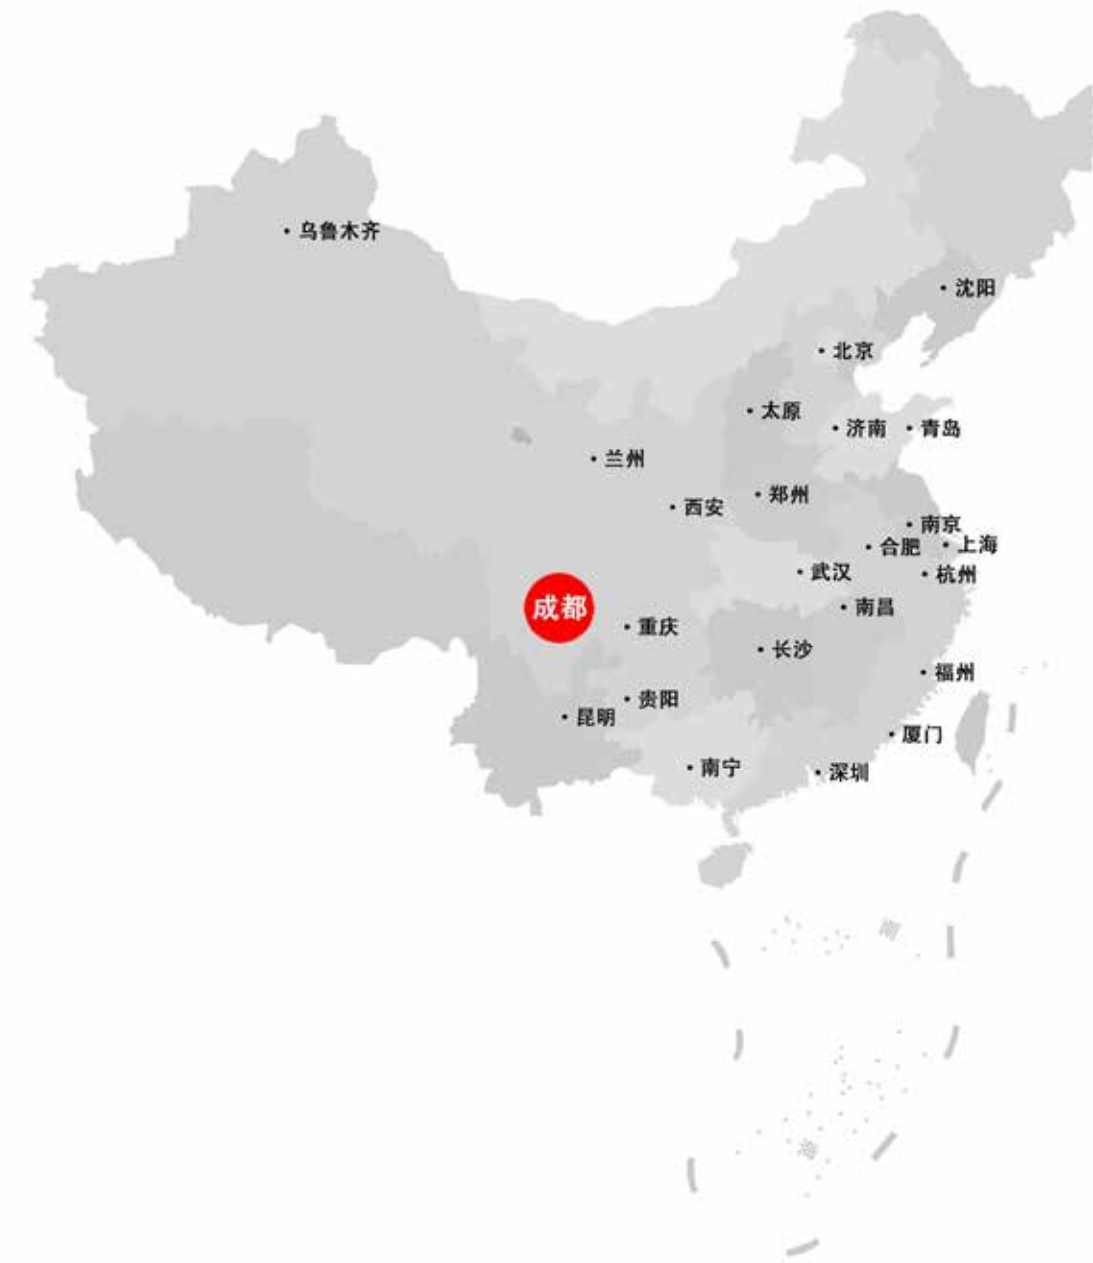 乌鲁木齐
沈阳
北京
太原
济南
青岛
兰州
郑州
西安
南京
合肥
上海
武汉
杭州
成都
南昌
重庆
长沙
福州
贵阳
昆明
厦门
南宁
深圳
南
海